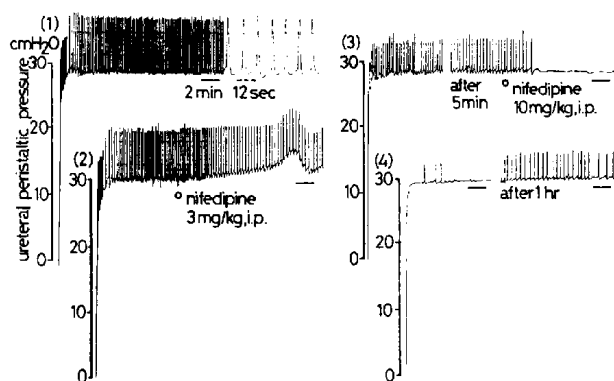 (1)
cmH2O
30
20
10
0
ureteral peristaltic pressure
2 min 12 sec
(2)
30
20
10
0
nifedipine
3 mg/kg, i.p.
(3)
30
20
10
0
after
5 min
nifedipine
10 mg/kg, i.p.
(4)
30
20
10
0
after 1 hr